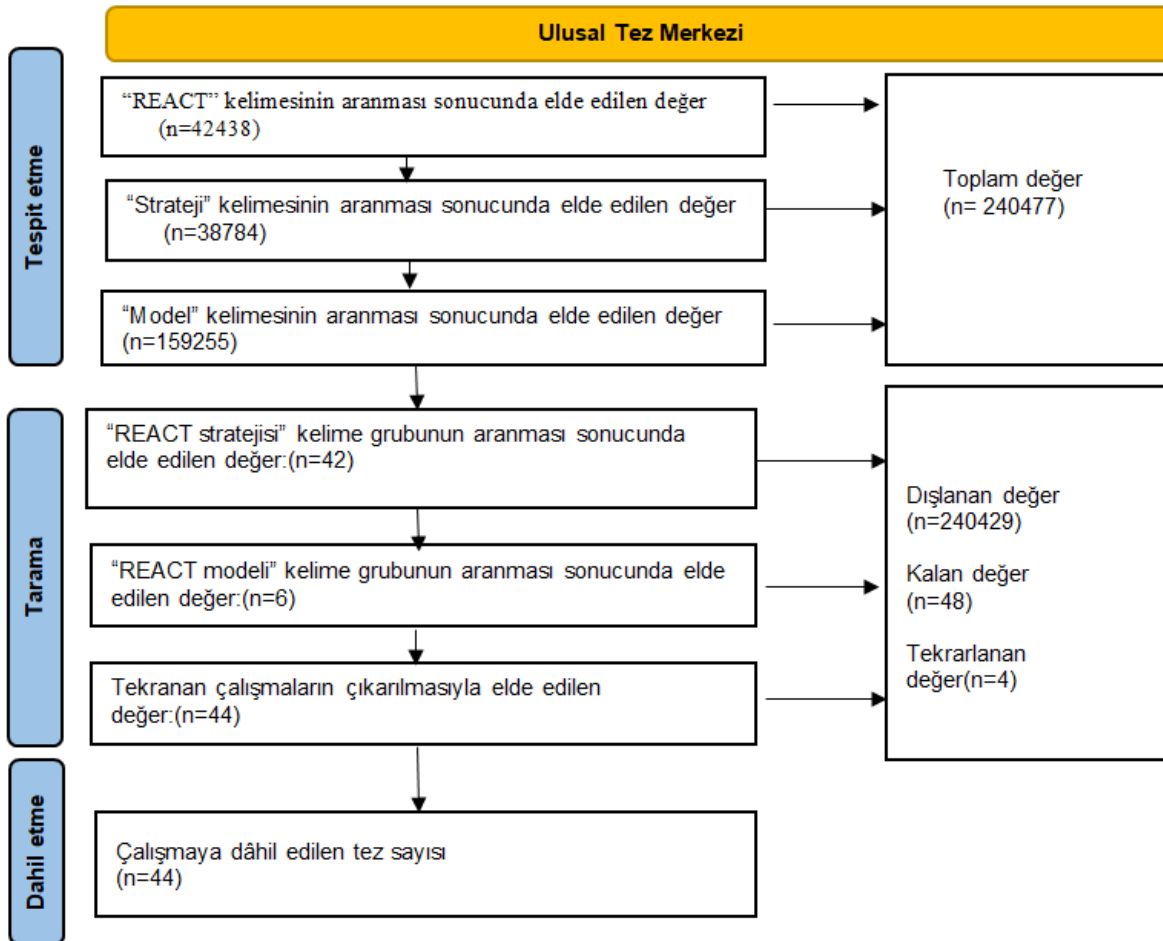 Ulusal Tez Merkezi
Tespit etme
“REACT” kelimesinin aranması sonucunda elde edilen değer
(n=42438)
“Strateji” kelimesinin aranması sonucunda elde edilen değer
(n=38784)
“Model” kelimesinin aranması sonucunda elde edilen değer
(n=159255)
Toplam değer
(n= 240477)
Tarama
“REACT stratejisi” kelime grubunun aranması sonucunda
elde edilen değer:(n=42)
“REACT modeli” kelime grubunun aranması sonucunda elde
edilen değer:(n=6)
Tekranan çalışmaların çıkarılmasıyla elde edilen
değer:(n=44)
Dışlanan değer
(n=240429)
Kalan değer
(n=48)
Tekrarlanan
değer(n=4)
Dahil etme
Çalışmaya dâhil edilen tez sayısı
(n=44)